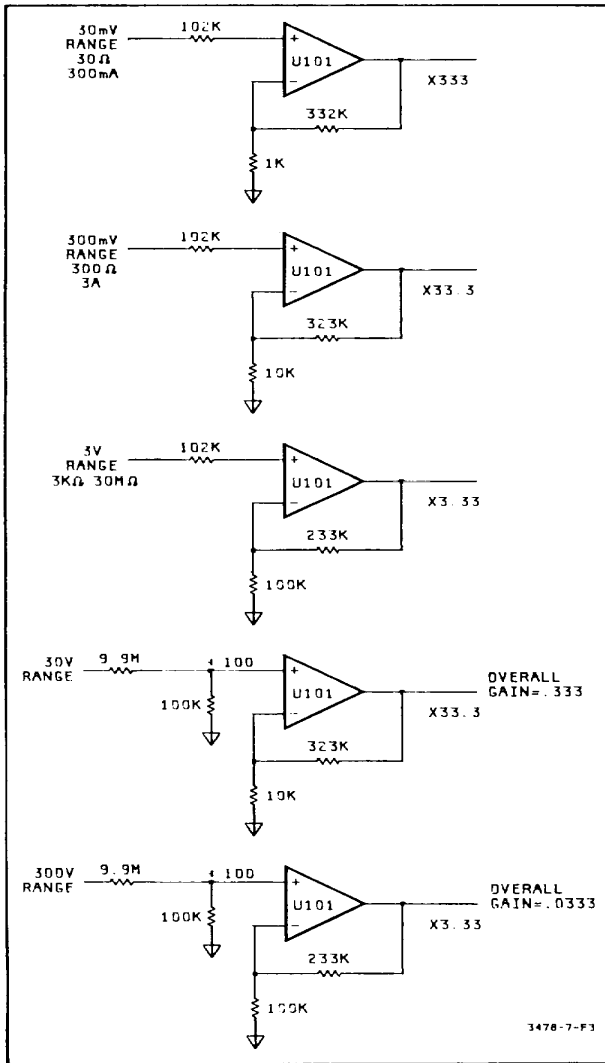 30mV
RANGE
30Ω
300mA
102K
+
U101
−
X333
332K
1K
300mV
RANGE
300Ω
3A
102K
+
U101
−
X33.3
323K
10K
3V
RANGE
3KΩ 30MΩ
102K
+
U101
−
X3.33
233K
100K
30V
RANGE
9.9M
÷ 100
100K
+
U101
−
OVERALL
GAIN=.333
X33.3
323K
10K
300V
RANGE
9.9M
÷ 100
100K
+
U101
−
OVERALL
GAIN=.0333
X3.33
233K
100K
3478-7-F3